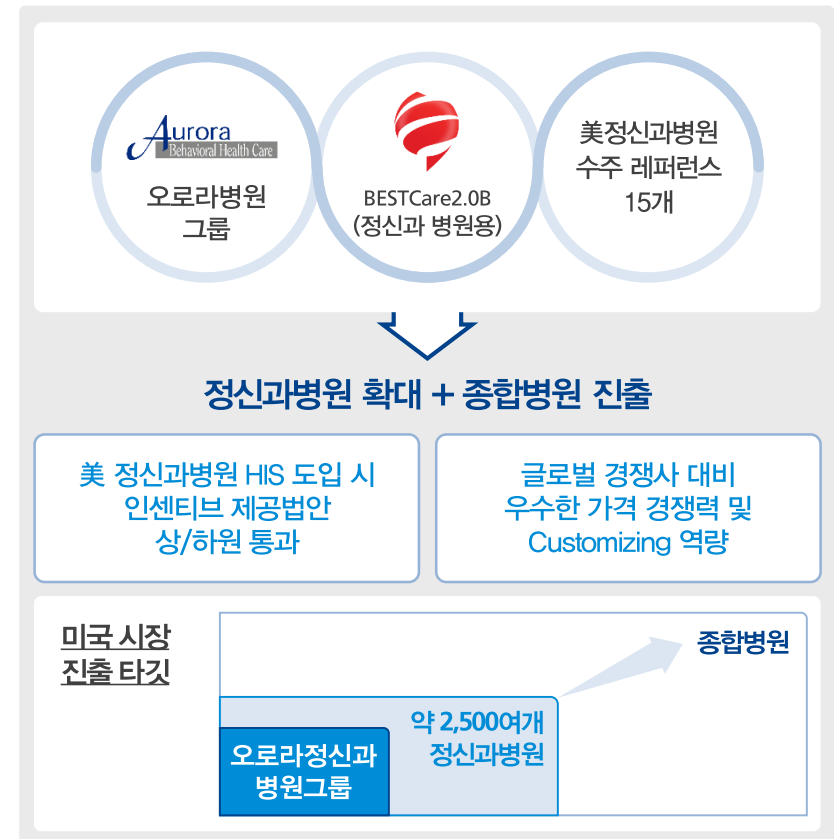 Aurora
Behavioral Health Care
오로라병원
그룹
BESTCare2.0B
(정신과 병원용)
美정신과병원
수주 레퍼런스
15개
정신과병원 확대 + 종합병원 진출
美 정신과병원 HIS 도입 시
인센티브 제공법안
상/하원 통과
글로벌 경쟁사 대비
우수한 가격 경쟁력 및
Customizing 역량
미국 시장
진출 타깃
종합병원
약 2,500여개
정신과병원
오로라정신과
병원그룹